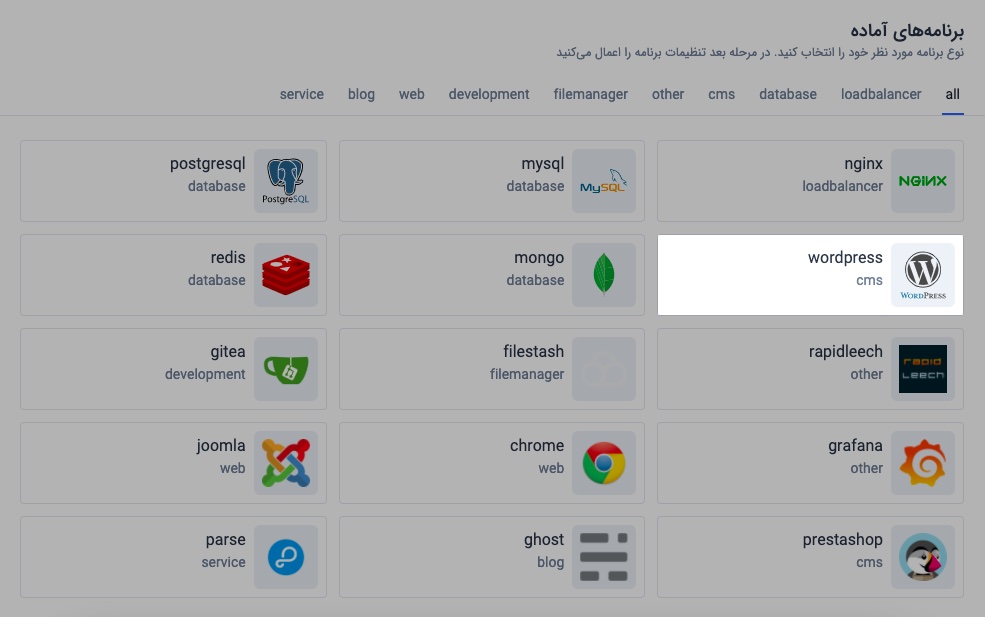 برنامه‌های آماده
نوع برنامه مورد نظر خود را انتخاب کنید. در مرحله بعد تنظیمات برنامه را اعمال می‌کنید
all
loadbalancer
database
cms
other
filemanager
development
web
blog
service
nginx
loadbalancer
NGINX
mysql
database
MySQL
postgresql
database
PostgreSQL
wordpress
cms
WORDPRESS
mongo
database
redis
database
rapidleech
other
RAPID
LEECH
filestash
filemanager
gitea
development
grafana
other
chrome
web
joomla
web
prestashop
cms
ghost
blog
parse
service